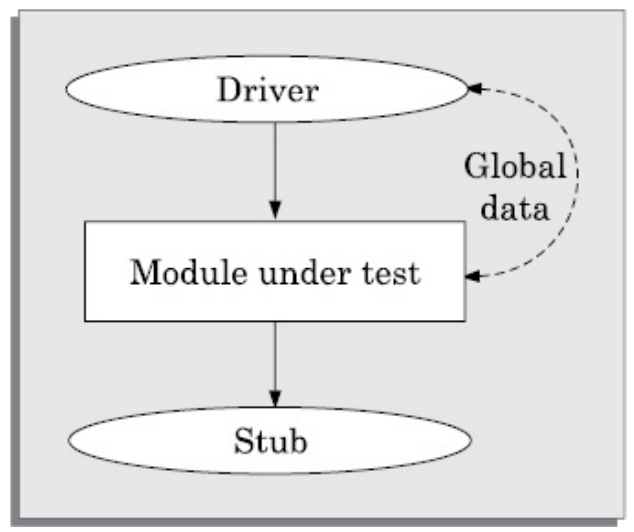 Driver
Global
data
Module under test
Stub